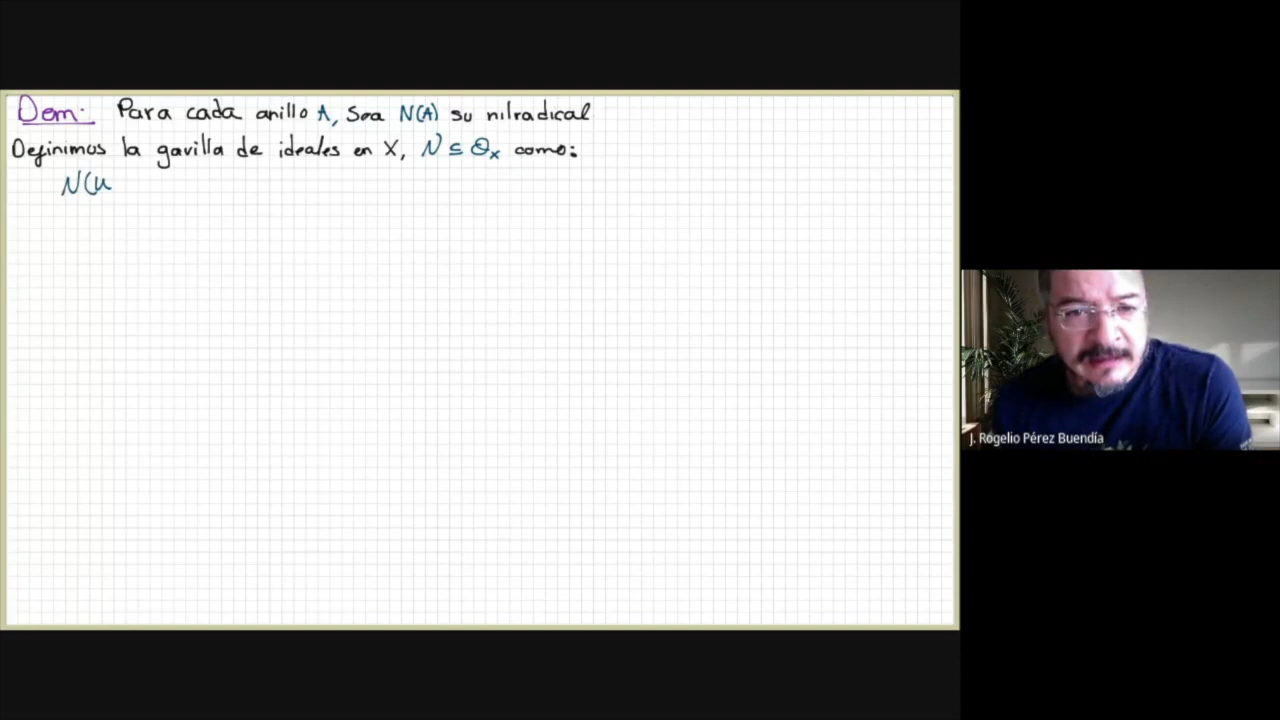 Dem: Para cada anillo A, Sea N(A) su nilradical
Definimos la gavilla de ideales en X, N ⊆ O_X como:
N(U
J. Rogelio Pérez Buendía